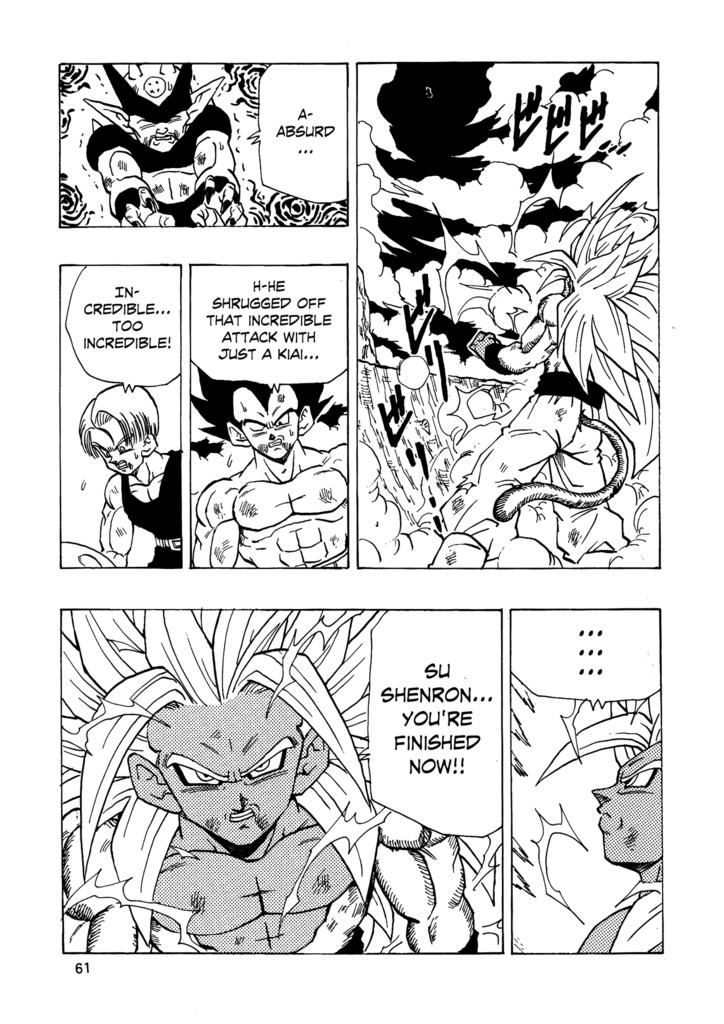 A-
ABSURD
...
H-HE
SHRUGGED OFF
THAT INCREDIBLE
ATTACK WITH
JUST A KIAI...
IN-
CREDIBLE...
TOO
INCREDIBLE!
...
...
...
SU
SHENRON...
YOU'RE
FINISHED
NOW!!
61